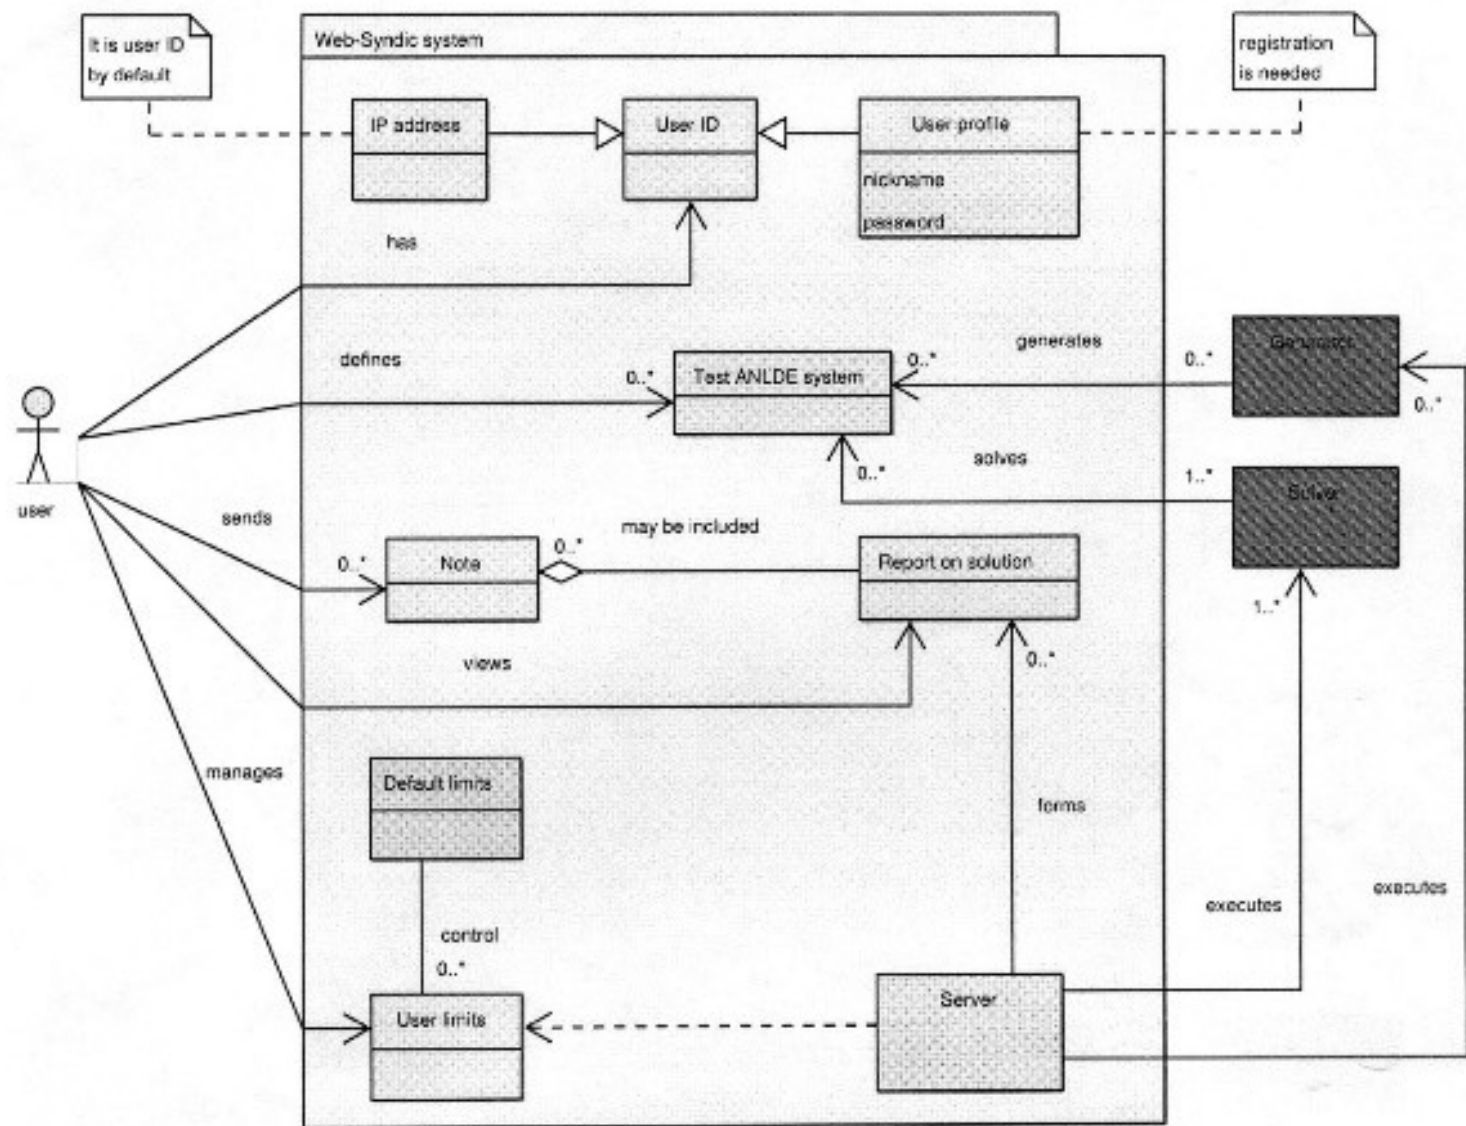 It is user ID
by default
Web-Syndic system
registration
is needed
IP address
User ID
User profile
nickname
password
has
defines
0..*
Test ANLDE system
0..*
generates
0..*
Generator
0..*
0..*
solves
1..*
Solver
user
sends
0..*
Note
0..*
may be included
Report on solution
1..*
views
0..*
manages
Default limits
forms
executes
executes
control
0..*
User limits
Server